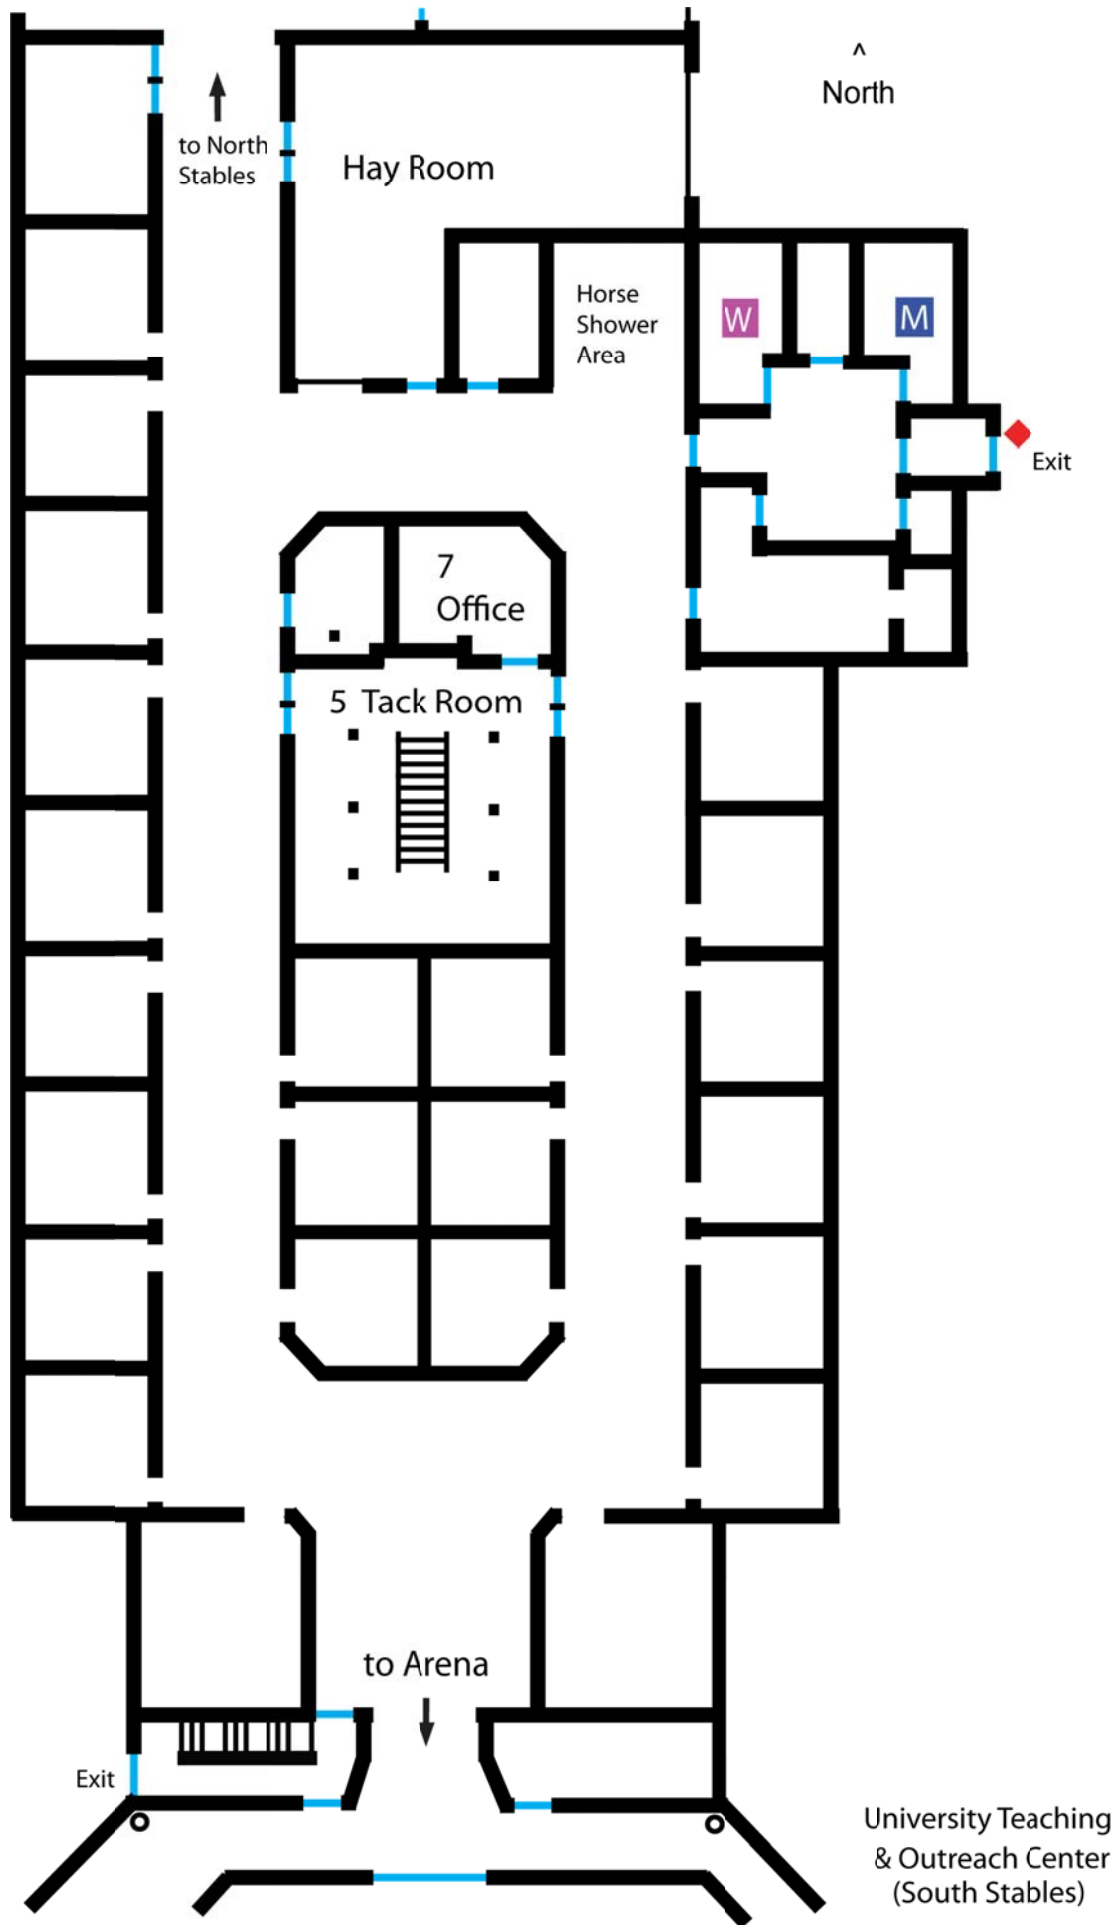 ^
North
to North
Stables
Hay Room
Horse
Shower
Area
W
M
Exit
7
Office
5 Tack Room
to Arena
Exit
University Teaching
& Outreach Center
(South Stables)